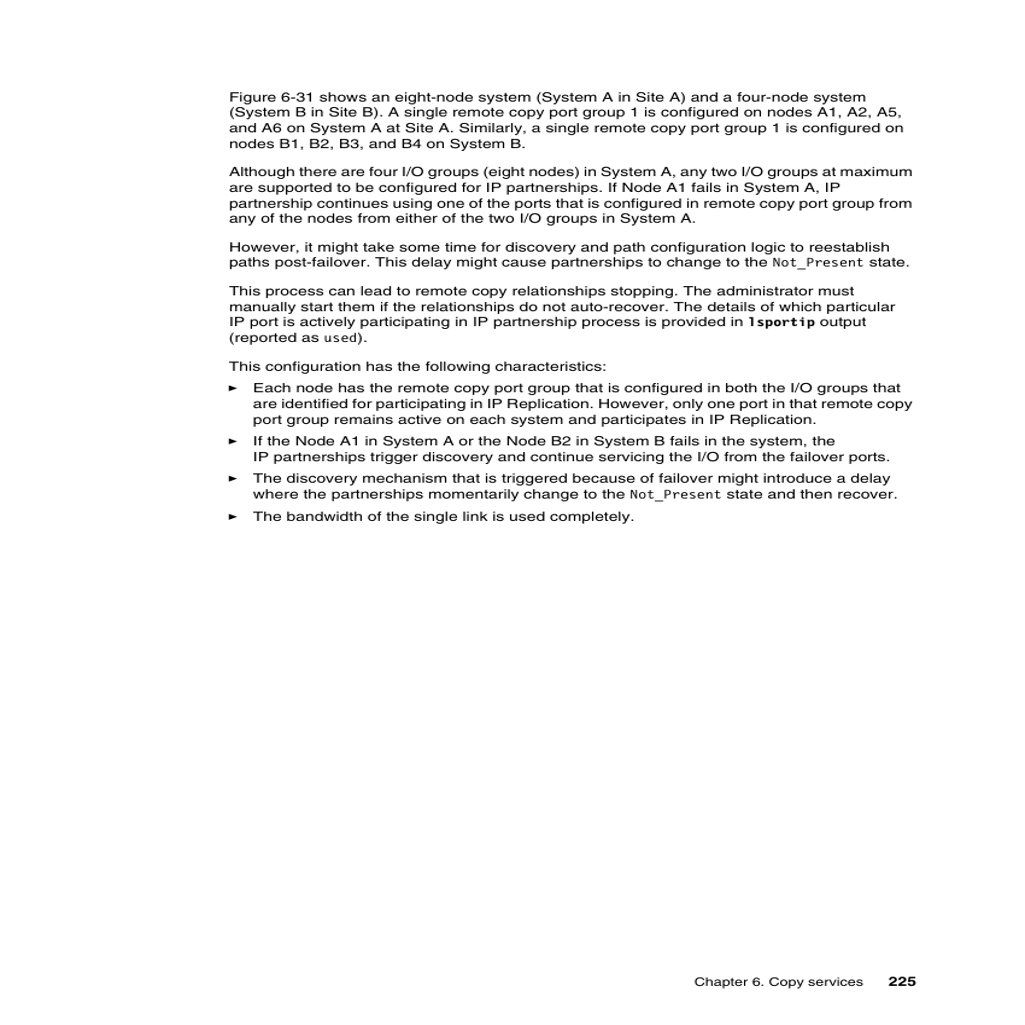 Figure 6-31 shows an eight-node system (System A in Site A) and a four-node system
(System B in Site B). A single remote copy port group 1 is configured on nodes A1, A2, A5,
and A6 on System A at Site A. Similarly, a single remote copy port group 1 is configured on
nodes B1, B2, B3, and B4 on System B.
Although there are four I/O groups (eight nodes) in System A, any two I/O groups at maximum
are supported to be configured for IP partnerships. If Node A1 fails in System A, IP
partnership continues using one of the ports that is configured in remote copy port group from
any of the nodes from either of the two I/O groups in System A.
However, it might take some time for discovery and path configuration logic to reestablish
paths post-failover. This delay might cause partnerships to change to the Not_Present state.
This process can lead to remote copy relationships stopping. The administrator must
manually start them if the relationships do not auto-recover. The details of which particular
IP port is actively participating in IP partnership process is provided in lsportip output
(reported as used).
This configuration has the following characteristics:
► Each node has the remote copy port group that is configured in both the I/O groups that
are identified for participating in IP Replication. However, only one port in that remote copy
port group remains active on each system and participates in IP Replication.
► If the Node A1 in System A or the Node B2 in System B fails in the system, the
IP partnerships trigger discovery and continue servicing the I/O from the failover ports.
► The discovery mechanism that is triggered because of failover might introduce a delay
where the partnerships momentarily change to the Not_Present state and then recover.
► The bandwidth of the single link is used completely.
Chapter 6. Copy services 225